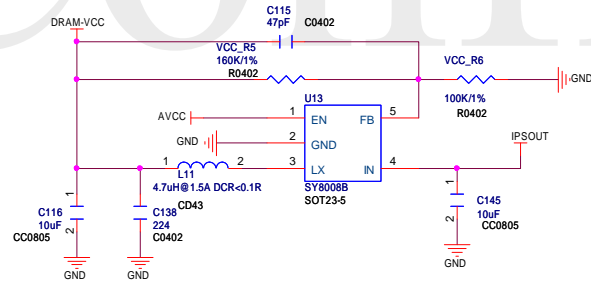 C115
47pF C0402
DRAM-VCC
VCC_R5
160K/1%
R0402
VCC_R6
100K/1%
R0402
GND
U13
AVCC 1 EN FB 5
GND 2 GND
1 2 3 LX IN 4
IPSOUT
L11
4.7uH@1.5A DCR<0.1R
CD43
SY8008B
SOT23-5
1
C116
10uF
2
CC0805
GND
C138
224
C0402
GND
1
C145
10uF
2
CC0805
GND